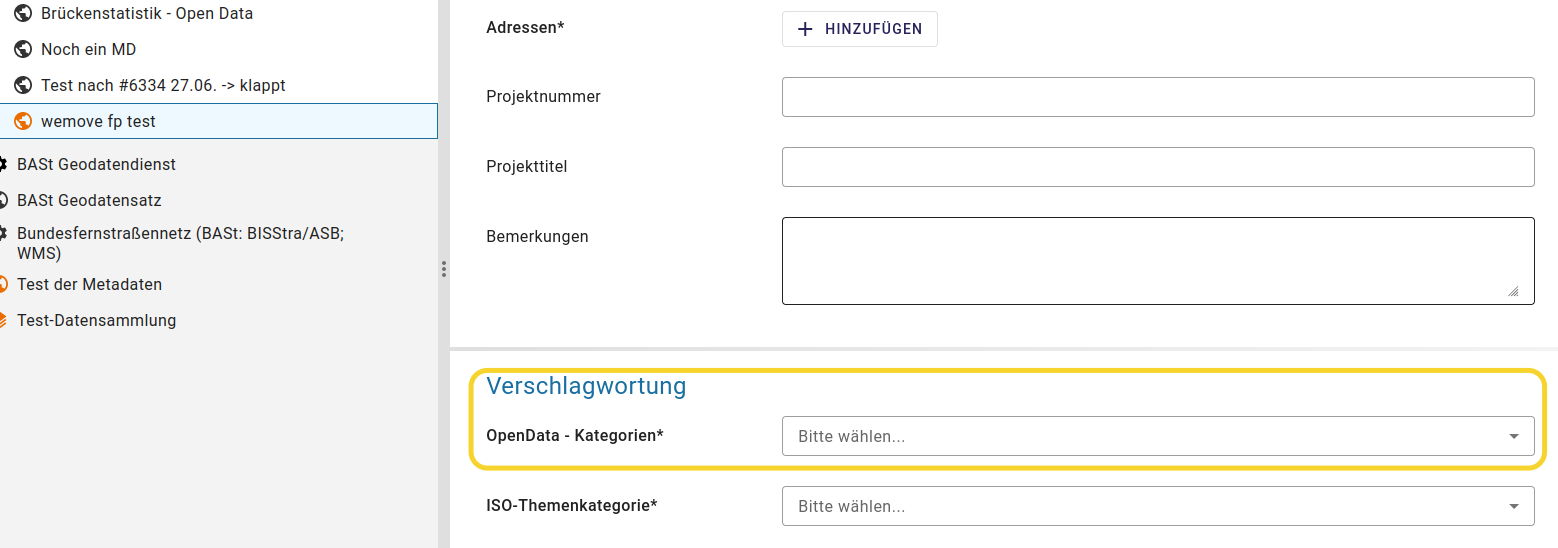 Brückenstatistik - Open Data
Noch ein MD
Test nach #6334 27.06. -> klappt
wemove fp test
BASt Geodatendienst
BASt Geodatensatz
Bundesfernstraßennetz (BASt: BISStra/ASB;
WMS)
Test der Metadaten
Test-Datensammlung
Adressen*
HINZUFÜGEN
Projektnummer
Projekttitel
Bemerkungen
Verschlagwortung
OpenData - Kategorien*
Bitte wählen...
ISO-Themenkategorie*
Bitte wählen...